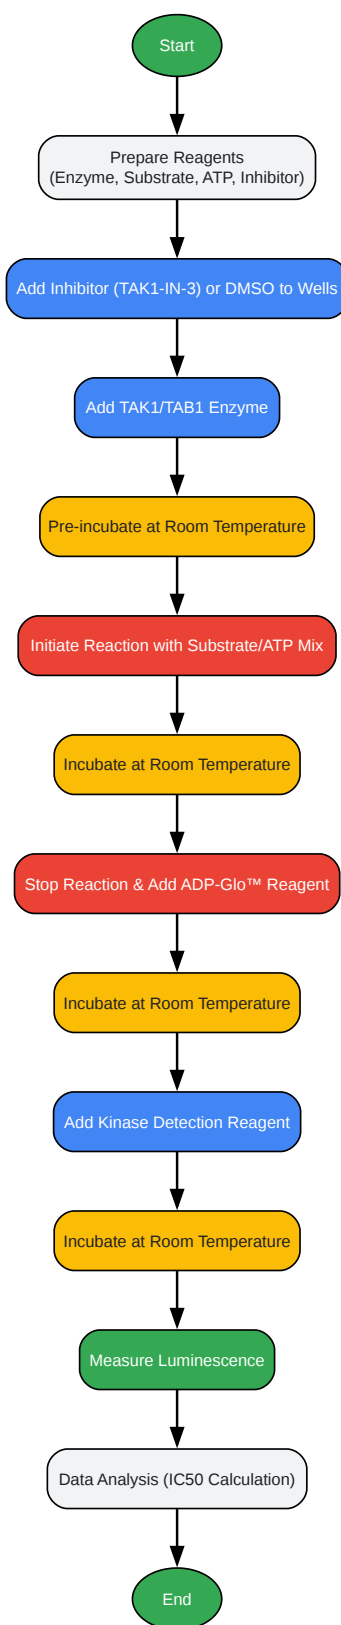 Start
Prepare Reagents
(Enzyme, Substrate, ATP, Inhibitor)
Add Inhibitor (TAK1-IN-3) or DMSO to Wells
Add TAK1/TAB1 Enzyme
Pre-incubate at Room Temperature
Initiate Reaction with Substrate/ATP Mix
Incubate at Room Temperature
Stop Reaction & Add ADP-Glo™ Reagent
Incubate at Room Temperature
Add Kinase Detection Reagent
Incubate at Room Temperature
Measure Luminescence
Data Analysis (IC50 Calculation)
End